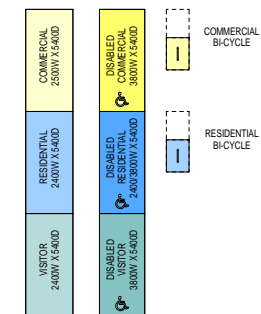 COMMERCIAL
2500W X 5400D
DISABLED
COMMERCIAL
3800W X 5400D
COMMERCIAL
BI-CYCLE
RESIDENTIAL
2400W X 5400D
DISABLED
RESIDENTIAL
2400/3800W X 5400D
RESIDENTIAL
BI-CYCLE
VISITOR
2400W X 5400D
DISABLED
VISITOR
3800W X 5400D